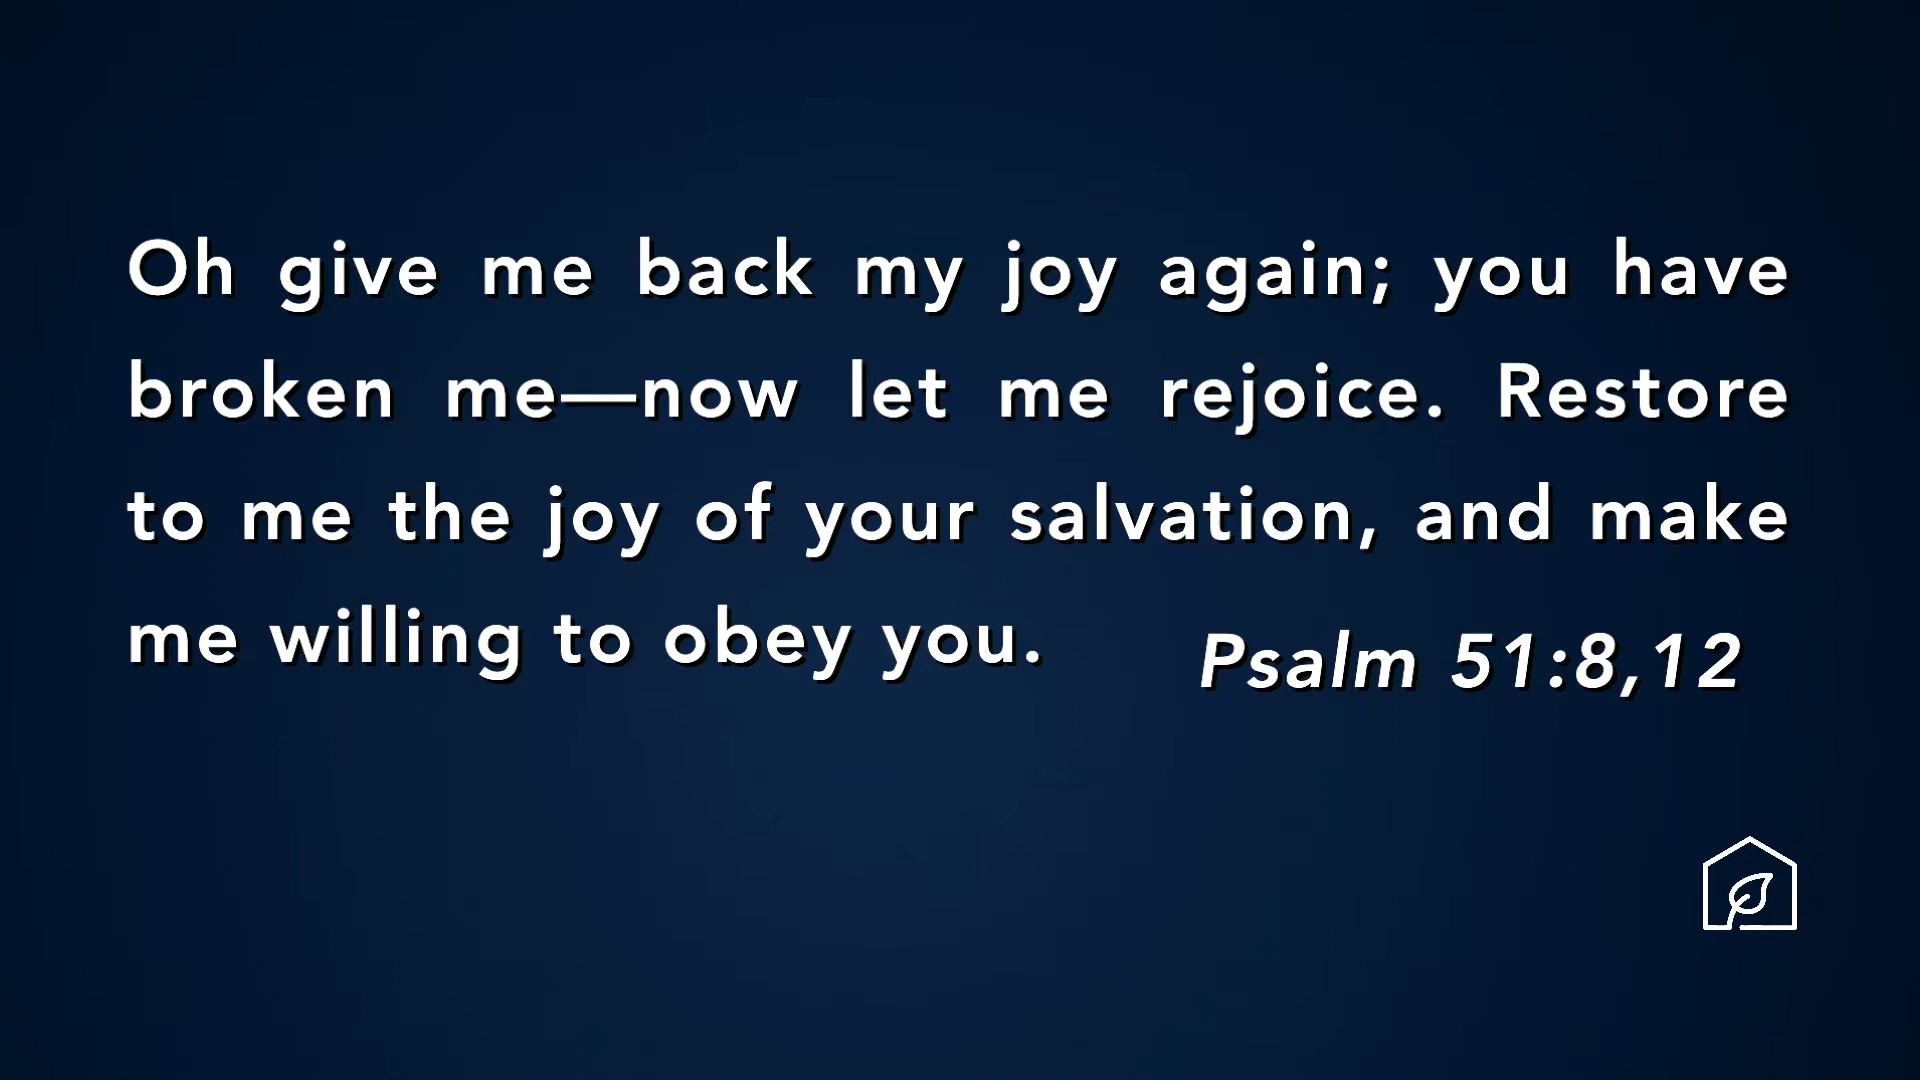 Oh give me back my joy again; you have
broken me—now let me rejoice. Restore
to me the joy of your salvation, and make
me willing to obey you.
Psalm 51:8,12